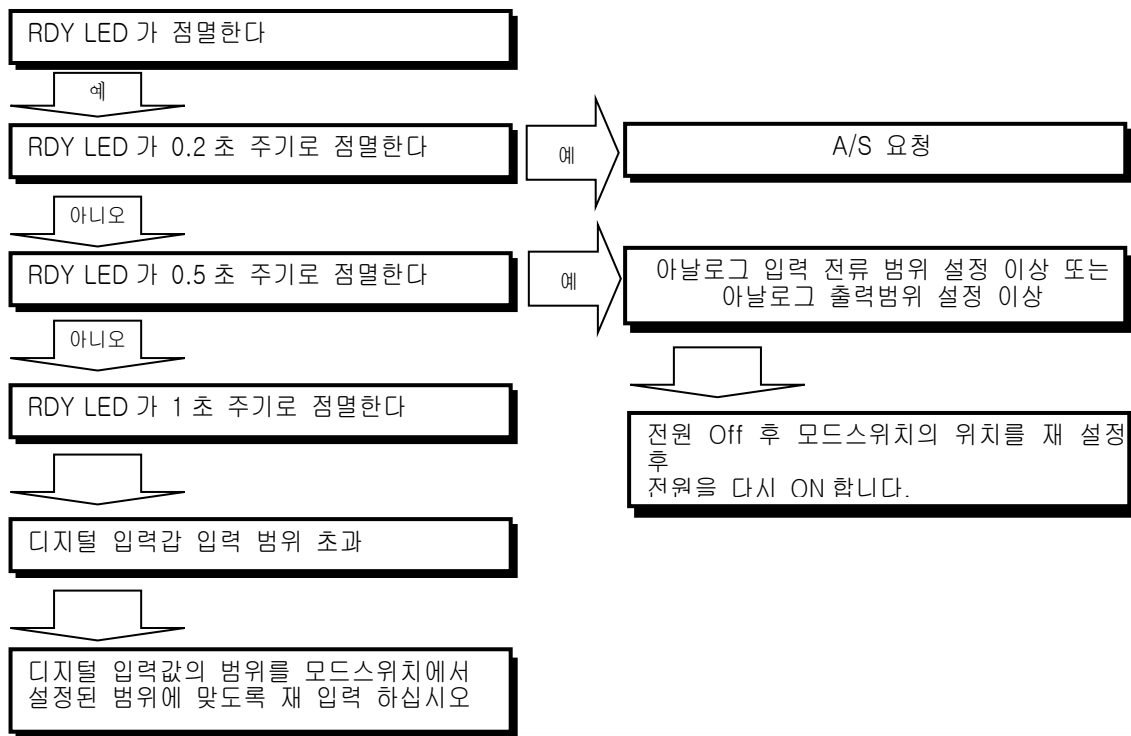 RDY LED 가 점멸한다
예
RDY LED 가 0.2 초 주기로 점멸한다
예
A/S 요청
아니오
RDY LED 가 0.5 초 주기로 점멸한다
예
아날로그 입력 전류 범위 설정 이상 또는
아날로그 출력범위 설정 이상
아니오
RDY LED 가 1 초 주기로 점멸한다
전원 Off 후 모드스위치의 위치를 재 설정
후
전원을 다시 ON 합니다.
디지털 입력갑 입력 범위 초과
디지털 입력값의 범위를 모드스위치에서
설정된 범위에 맞도록 재 입력 하십시오